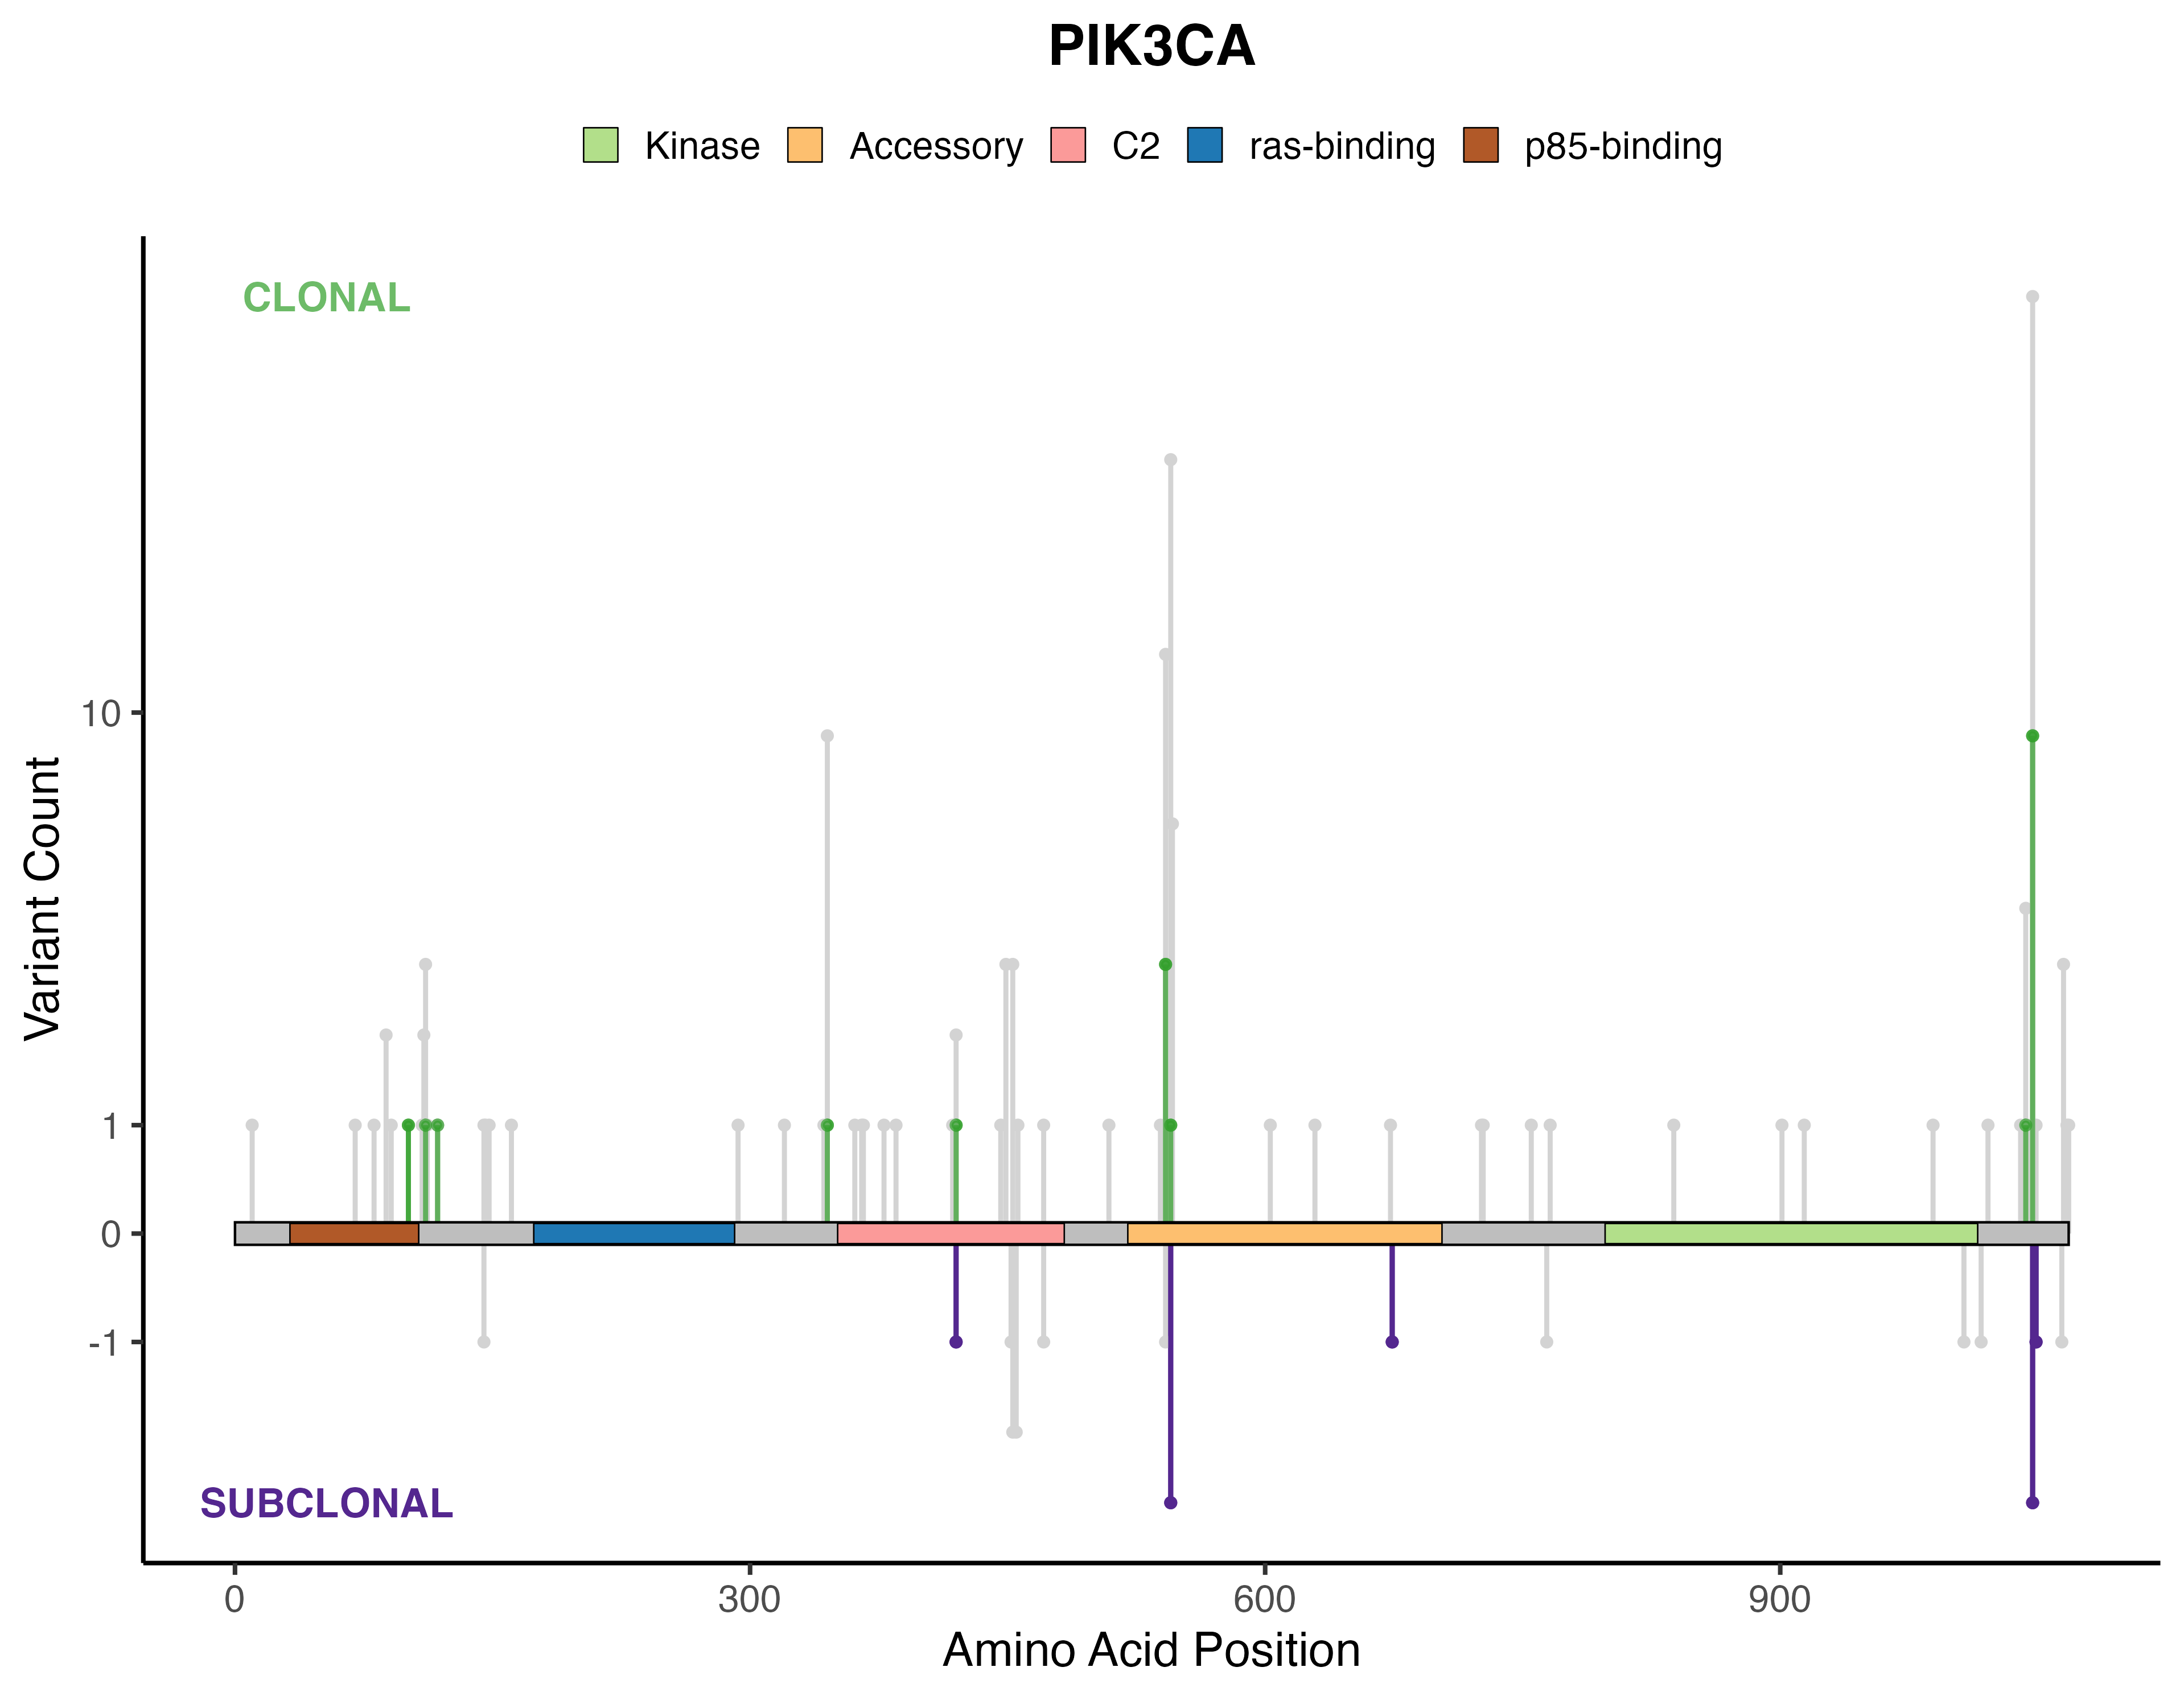 PIK3CA
Kinase Accessory C2 ras-binding p85-binding
CLONAL
SUBCLONAL
Variant Count
10
1
0
-1
0 300 600 900
Amino Acid Position